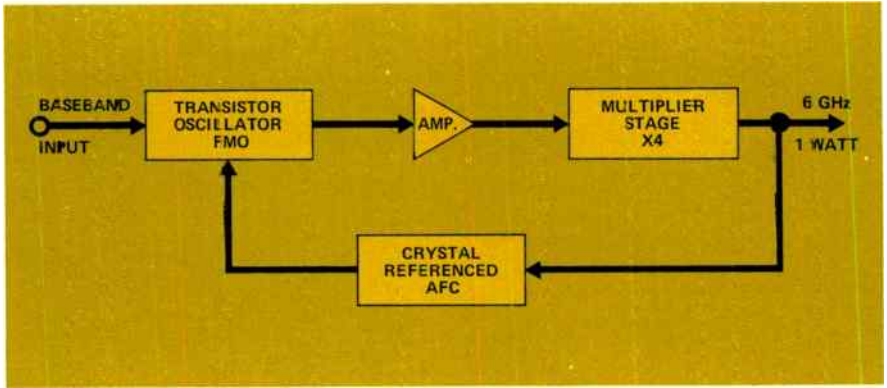 BASEBAND
INPUT
TRANSISTOR
OSCILLATOR
FMO
AMP.
MULTIPLIER
STAGE
X4
6 GHz
1 WATT
CRYSTAL
REFERENCED
AFC